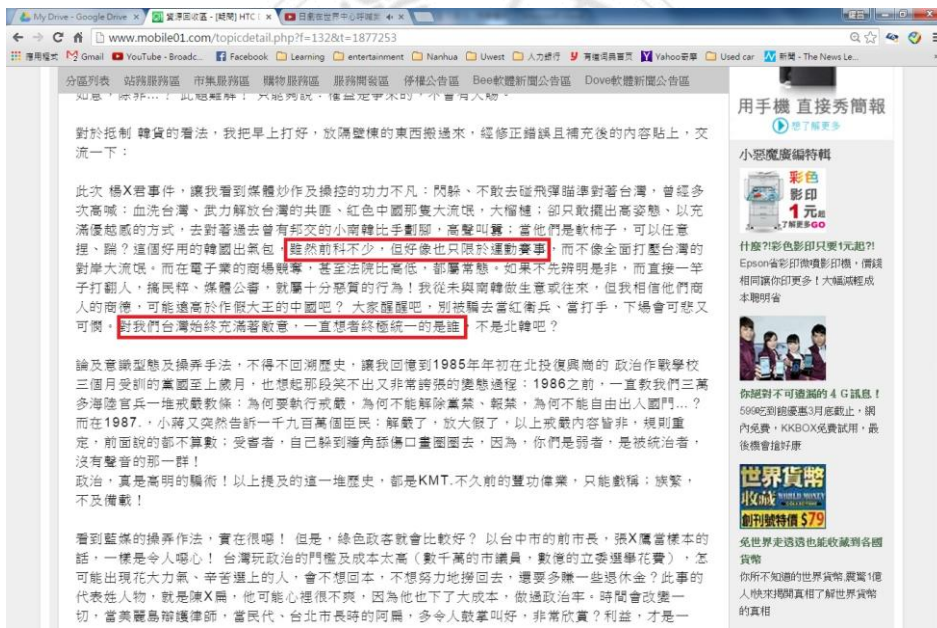 My Drive - Google Drive
資源回收區 - [疑問] HTC (
日劇在世界中心呼喊愛
www.mobile01.com/topicdetail.php?f=132&t=1877253
應用程式 Gmail YouTube - Broadc... Facebook Learning entertainment Nanhua Uwest 人力銀行 Yahoo奇摩 Used car 新聞 - The News Le...
分區列表 站務服務區 市集服務區 購物服務區 服務開發區 停權公告區 Bee軟體新聞公告區 Dove軟體新聞公告區
對於抵制 韓貨的看法，我把早上打好，放隔壁棟的東西搬過來，經修正錯誤且補充後的內容貼上，交
流一下：
此次 楊X君事件，讓我看到媒體炒作及操控的功力不凡：閃躲、不敢去碰飛彈瞄準對著台灣，曾經多
次高喊：血洗台灣、武力解放台灣的共匪、紅色中國那隻大流氓，大榴槤；卻只敢擺出高姿態、以充
滿優越感的方式，去對著過去曾有邦交的小南韓比手劃腳，高聲叫囂；當他們是軟柿子，可以任意
捏、踹？這個好用的韓國出氣包，雖然前科不少，但好像也只限於運動賽事，而不像全面打壓台灣的
對岸大流氓。而在電子業的商場競爭，甚至法院比高低，都屬常態。如果不先辨明是非，而直接一竿
子打翻人，搞民粹、媒體公審，就屬十分惡質的行為！我從未與南韓做生意或往來，但我相信他們商
人的商德，可能遠高於作假大王的中國吧？ 大家醒醒吧，別被騙去當紅衛兵、當打手，下場會可悲又
可憫。對我們台灣始終充滿著敵意，一直想者終極統一的是誰，不是北韓吧？
論及意識型態及操弄手法，不得不回溯歷史，讓我回憶到1985年年初在北投復興崗的 政治作戰學校
三個月受訓的黨國至上歲月，也想起那段笑不出又非常誇張的變態過程：1986之前，一直教我們三萬
多海陸官兵一堆戒嚴教條：為何要執行戒嚴，為何不能解除黨禁、報禁，為何不能自由出入國門...？
而在1987.，小蔣又突然告訴一千九百萬個臣民：解嚴了，放大假了，以上戒嚴內容皆非，規則重
定，前面說的都不算數；受害者，自己躲到牆角舔傷口畫圈圈去，因為，你們是弱者，是被統治者，
沒有聲音的那一群！
政治，真是高明的騙術！以上提及的這一堆歷史，都是KMT.不久前的豐功偉業，只能戲稱；族繁，
不及備載！
看到藍媒的操弄作法，實在很嘔！ 但是，綠色政客就會比較好？ 以台中市的前市長，張X鷹當樣本的
話，一樣是令人噁心！ 台灣玩政治的門檻及成本太高（數千萬的市議員，數億的立委選舉花費），怎
可能出現花大力氣、辛苦選上的人，會不想回本，不想努力地撈回去，還要多賺一些退休金？此事的
代表姓人物，就是陳X扁，他可能心裡很不爽，因為他也下了大成本，做過政治牢。時間會改變一
切，當美麗島辯護律師，當民代、台北市長時的阿扁，多令人鼓掌叫好，非常欣賞？利益，才是一
用手機 直接秀簡報
想了解更多
小惡魔廣編特輯
彩色
影印
1元起
了解更多GO
什麼?!彩色影印只要1元起?!
Epson省彩印微噴影印機，價錢
相同讓你印更多！大幅減輕成
本聰明省
你絕對不可遺漏的 4 G 訊息！
599吃到飽優惠3月底截止，網
內免費，KKBOX免費試用，最
後機會搶好康
世界貨幣
收藏 WORLD MONEY
創刊號特價 $79
免世界走透透也能收藏到各國
貨幣
你所不知道的世界貨幣.震驚1億
人!快來揭開真相了解世界貨幣
的真相